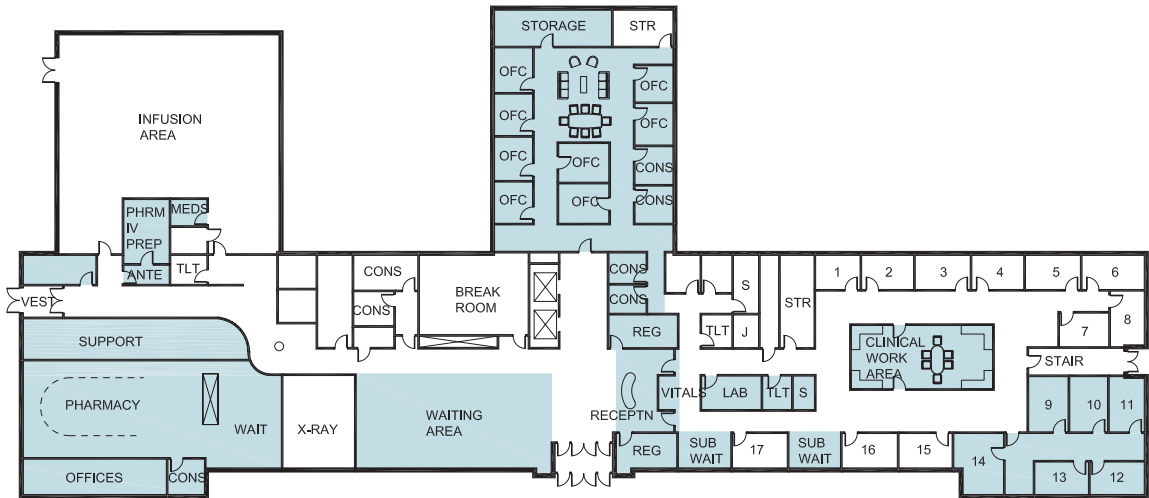 STORAGE
STR
OFC
OFC
OFC
OFC
OFC
OFC
OFC
CONS
OFC
OFC
CONS
INFUSION
AREA
PHRM
IV
PREP
MEDS
ANTE
TLT
VEST
SUPPORT
PHARMACY
WAIT
OFFICES
CONS
X-RAY
CONS
CONS
BREAK
ROOM
WAITING
AREA
CONS
CONS
REG
RECEPTN
REG
VITALS
S
TLT
J
STR
LAB
TLT
S
SUB
WAIT
17
SUB
WAIT
16
15
14
1
2
3
4
5
6
7
8
CLINICAL
WORK
AREA
STAIR
9
10
11
13
12